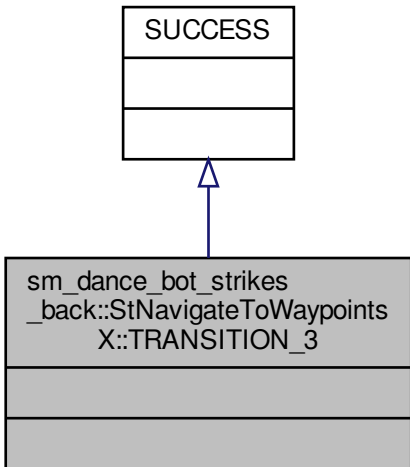 SUCCESS
sm_dance_bot_strikes
_back::StNavigateToWaypoints
X::TRANSITION_3